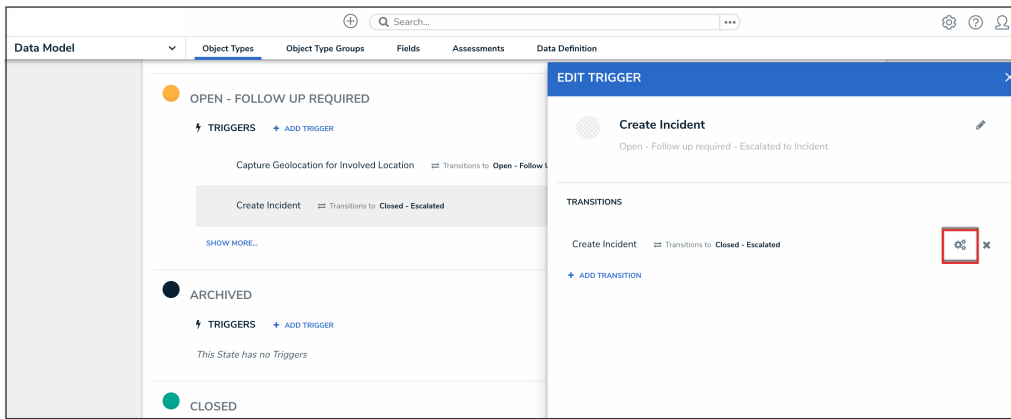 Search...
Data Model
Object Types Object Type Groups Fields Assessments Data Definition
OPEN - FOLLOW UP REQUIRED
TRIGGERS + ADD TRIGGER
Capture Geolocation for Involved Location Transitions to Open - Follow
Create Incident Transitions to Closed - Escalated
SHOW MORE...
ARCHIVED
TRIGGERS + ADD TRIGGER
This State has no Triggers
CLOSED
EDIT TRIGGER
Create Incident
Open - Follow up required - Escalated to Incident
TRANSITIONS
Create Incident Transitions to Closed - Escalated
+ ADD TRANSITION